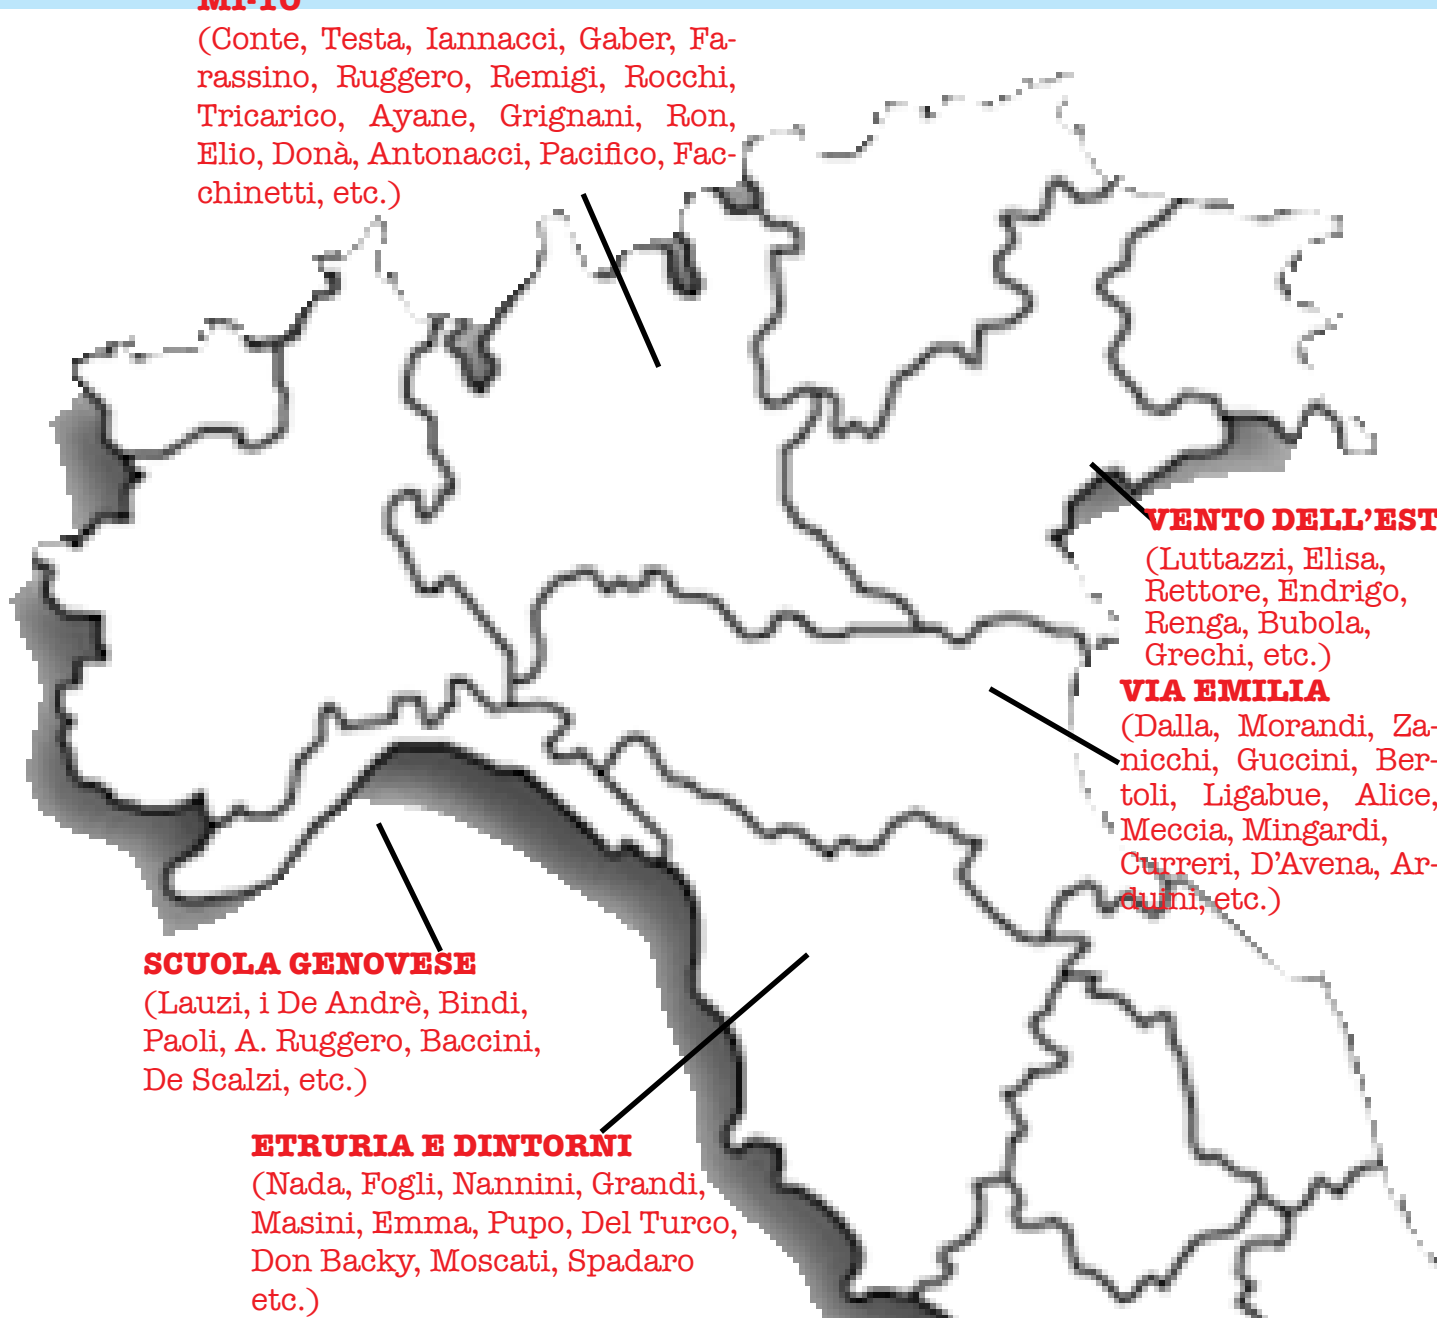 MI-TO
(Conte, Testa, Iannacci, Gaber, Fa-
rassino, Ruggero, Remigi, Rocchi,
Tricarico, Ayane, Grignani, Ron,
Elio, Donà, Antonacci, Pacifico, Fac-
chinetti, etc.)
VENTO DELL’EST
(Luttazzi, Elisa,
Rettore, Endrigo,
Renga, Bubola,
Grechi, etc.)
VIA EMILIA
(Dalla, Morandi, Za-
nicchi, Guccini, Ber-
toli, Ligabue, Alice,
Meccia, Mingardi,
Curreri, D’Avena, Ar-
duini, etc.)
SCUOLA GENOVESE
(Lauzi, i De Andrè, Bindi,
Paoli, A. Ruggero, Baccini,
De Scalzi, etc.)
ETRURIA E DINTORNI
(Nada, Fogli, Nannini, Grandi,
Masini, Emma, Pupo, Del Turco,
Don Backy, Moscati, Spadaro
etc.)